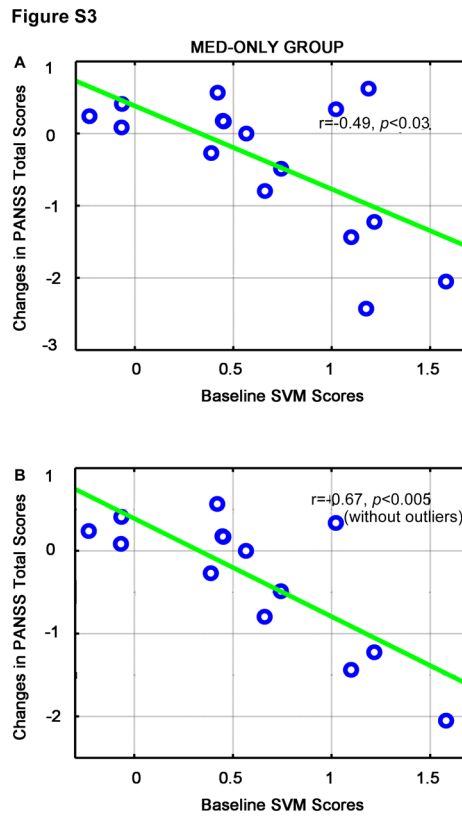 Figure S3
MED-ONLY GROUP
A
1
0
-1
-2
-3
Changes in PANSS Total Scores
r=-0.49, p<0.03
0
0.5
1
1.5
Baseline SVM Scores
B
1
0
-1
-2
Changes in PANSS Total Scores
r=-0.67, p<0.005
(without outliers)
0
0.5
1
1.5
Baseline SVM Scores